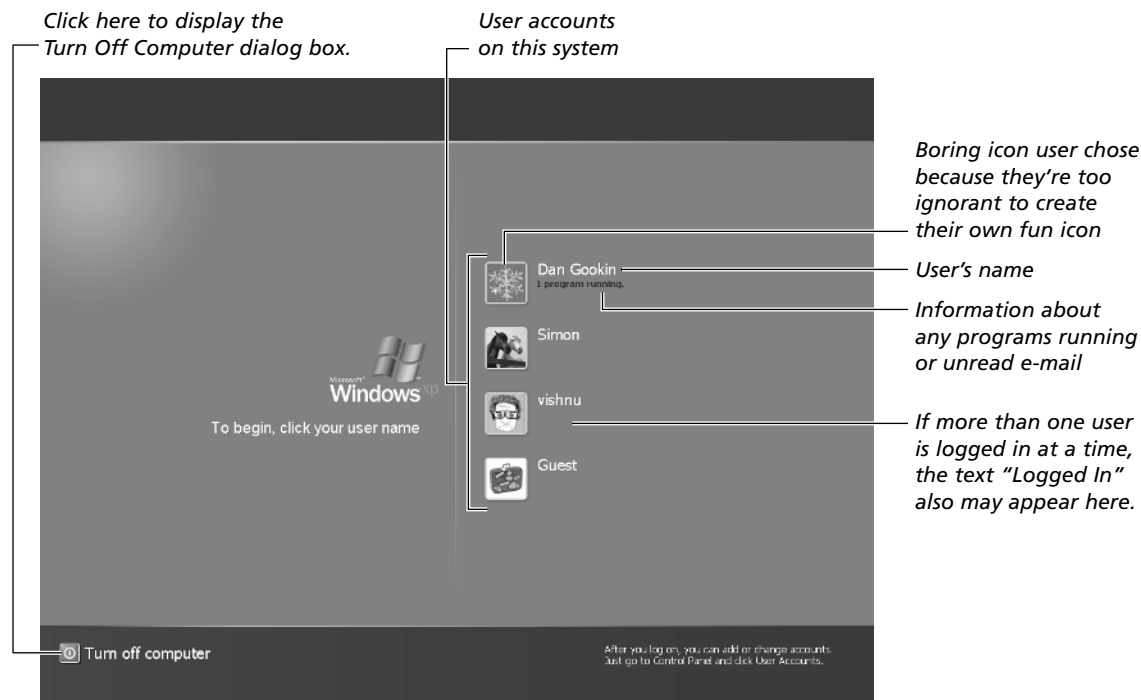 Click here to display the
Turn Off Computer dialog box.
User accounts
on this system
Boring icon user chose
because they're too
ignorant to create
their own fun icon
Dan Gookin
1 program running.
User's name
Information about
any programs running
or unread e-mail
Simon
Microsoft
Windows xp
To begin, click your user name
vishnu
If more than one user
is logged in at a time,
the text "Logged In"
also may appear here.
Guest
Turn off computer
After you log on, you can add or change accounts.
Just go to Control Panel and click User Accounts.